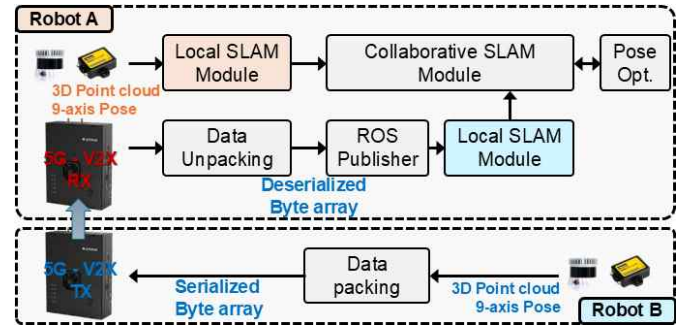 Robot A
Local SLAM
Module
Collaborative SLAM
Module
Pose
Opt.
3D Point cloud
9-axis Pose
5G - V2X
RX
Data
Unpacking
ROS
Publisher
Local SLAM
Module
Deserialized
Byte array
5G - V2X
TX
Serialized
Byte array
Data
packing
3D Point cloud
9-axis Pose
Robot B